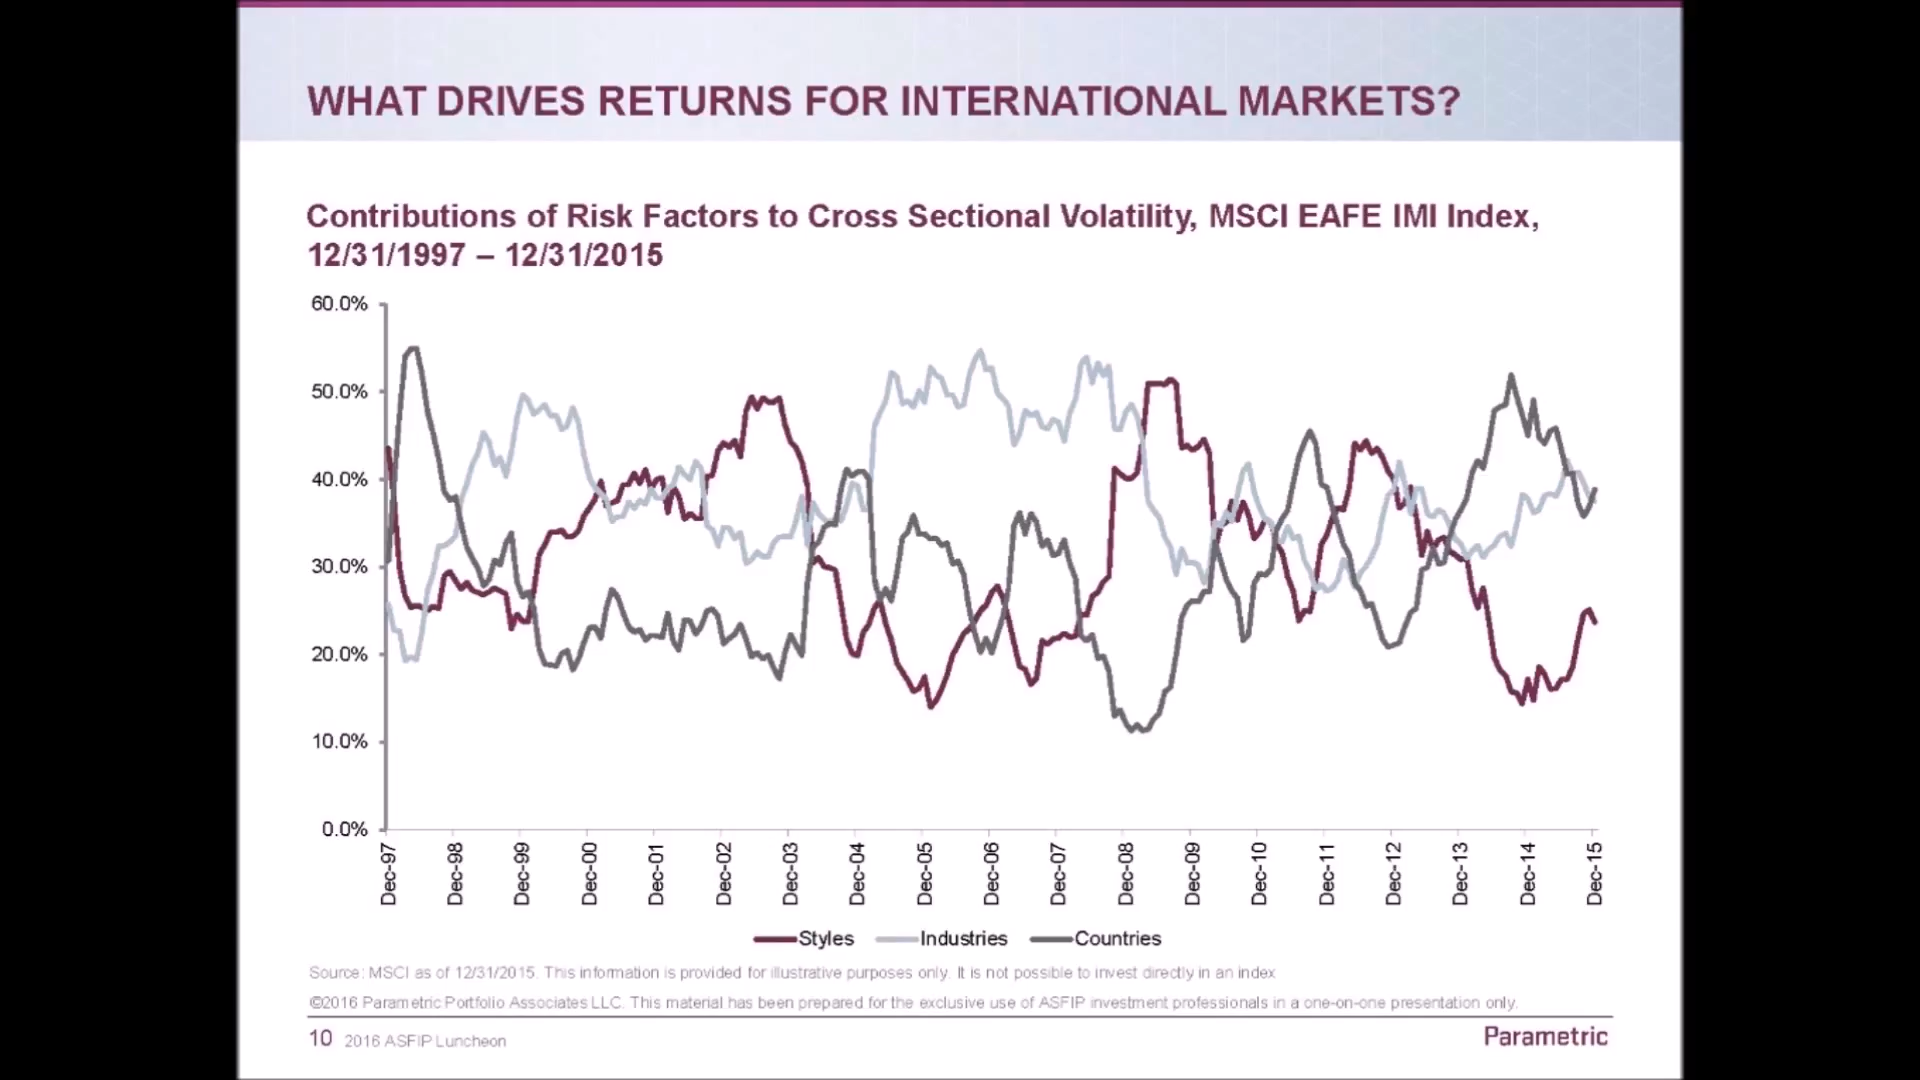 WHAT DRIVES RETURNS FOR INTERNATIONAL MARKETS?
Contributions of Risk Factors to Cross Sectional Volatility, MSCI EAFE IMI Index,
12/31/1997 – 12/31/2015
60.0%
50.0%
40.0%
30.0%
20.0%
10.0%
0.0%
Dec-97
Dec-98
Dec-99
Dec-00
Dec-01
Dec-02
Dec-03
Dec-04
Dec-05
Dec-06
Dec-07
Dec-08
Dec-09
Dec-10
Dec-11
Dec-12
Dec-13
Dec-14
Dec-15
Styles Industries Countries
Source: MSCI as of 12/31/2015. This information is provided for illustrative purposes only. It is not possible to invest directly in an index
©2016 Parametric Portfolio Associates LLC. This material has been prepared for the exclusive use of ASFIP investment professionals in a one-on-one presentation only.
10 2016 ASFIP Luncheon
Parametric